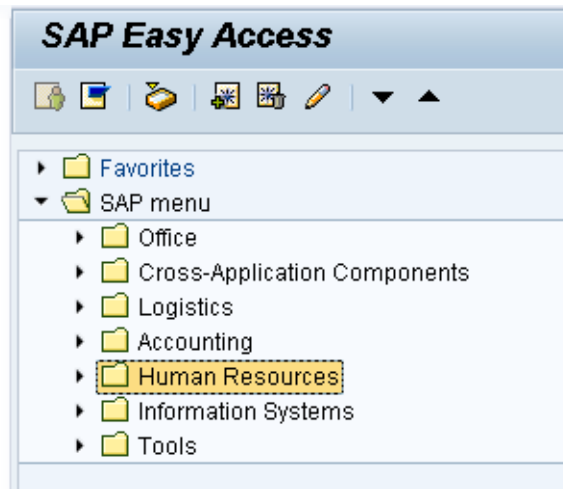 SAP Easy Access
Favorites
SAP menu
Office
Cross-Application Components
Logistics
Accounting
Human Resources
Information Systems
Tools